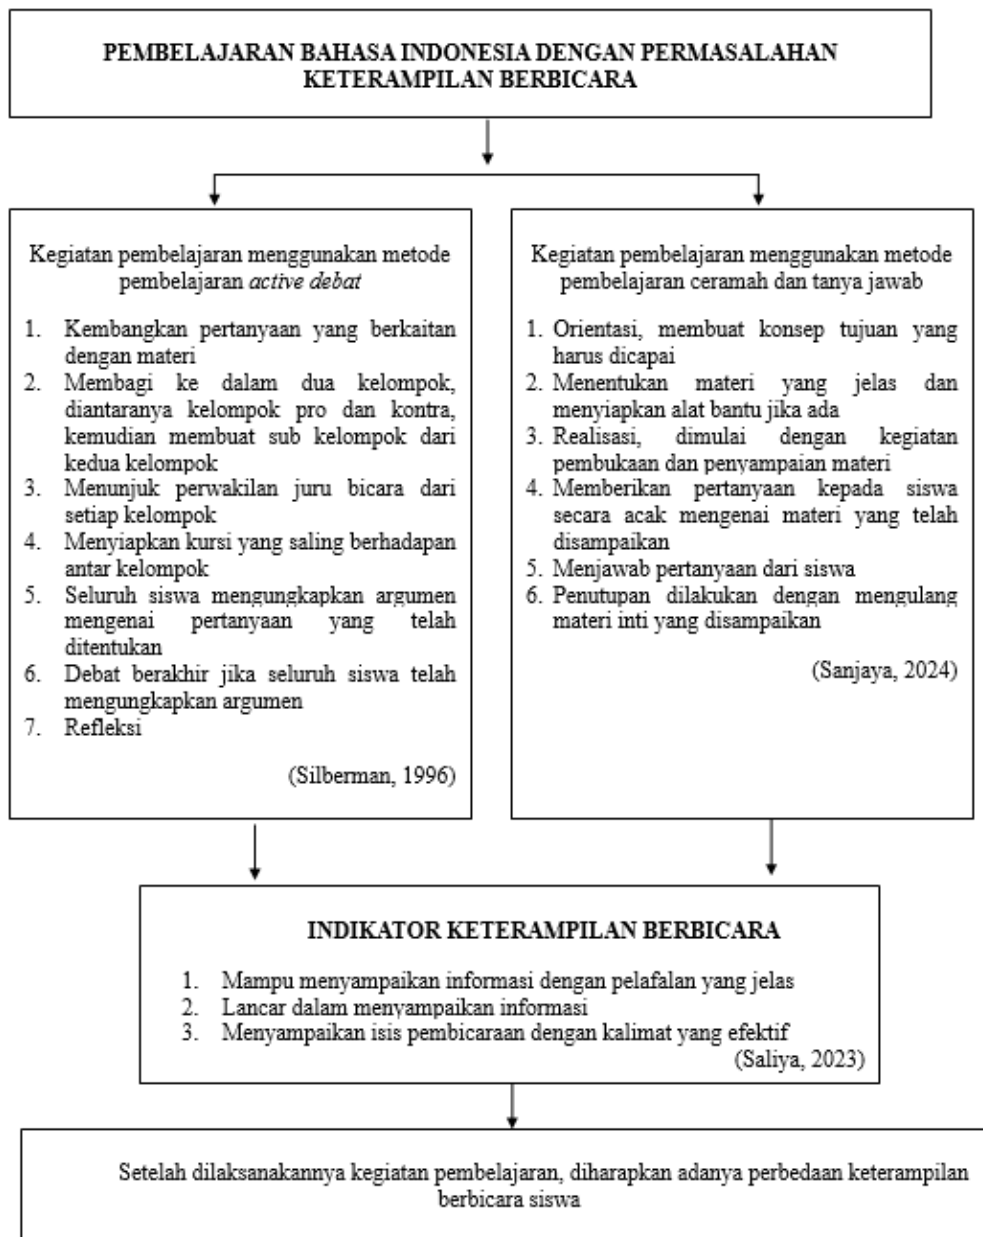 PEMBELAJARAN BAHASA INDONESIA DENGAN PERMASALAHAN
KETERAMPILAN BERBICARA
Kegiatan pembelajaran menggunakan metode
pembelajaran active debat
1. Kembangkan pertanyaan yang berkaitan
dengan materi
2. Membagi ke dalam dua kelompok,
diantaranya kelompok pro dan kontra,
kemudian membuat sub kelompok dari
kedua kelompok
3. Menunjuk perwakilan juru bicara dari
setiap kelompok
4. Menyiapkan kursi yang saling berhadapan
antar kelompok
5. Seluruh siswa mengungkapkan argumen
mengenai pertanyaan yang telah
ditentukan
6. Debat berakhir jika seluruh siswa telah
mengungkapkan argumen
7. Refleksi
(Silberman, 1996)
Kegiatan pembelajaran menggunakan metode
pembelajaran ceramah dan tanya jawab
1. Orientasi, membuat konsep tujuan yang
harus dicapai
2. Menentukan materi yang jelas dan
menyiapkan alat bantu jika ada
3. Realisasi, dimulai dengan kegiatan
pembukaan dan penyampaian materi
4. Memberikan pertanyaan kepada siswa
secara acak mengenai materi yang telah
disampaikan
5. Menjawab pertanyaan dari siswa
6. Penutupan dilakukan dengan mengulang
materi inti yang disampaikan
(Sanjaya, 2024)
INDIKATOR KETERAMPILAN BERBICARA
1. Mampu menyampaikan informasi dengan pelafalan yang jelas
2. Lancar dalam menyampaikan informasi
3. Menyampaikan isis pembicaraan dengan kalimat yang efektif
(Saliya, 2023)
Setelah dilaksanakannya kegiatan pembelajaran, diharapkan adanya perbedaan keterampilan
berbicara siswa